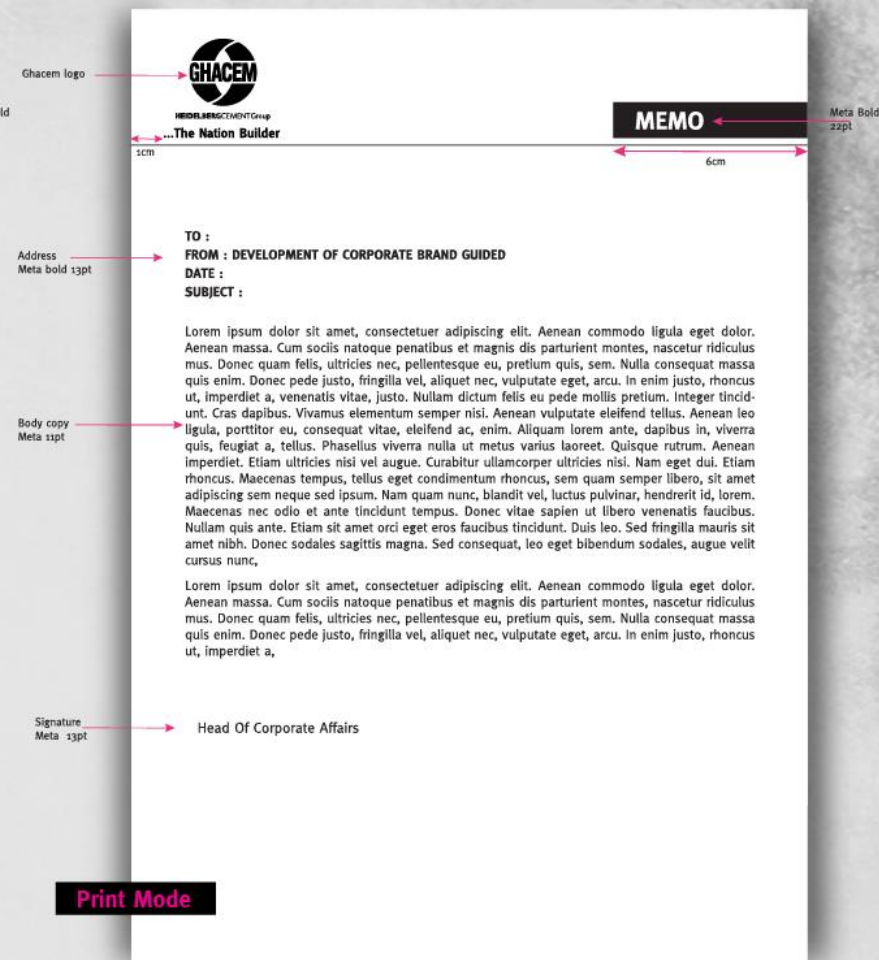 Ghacem logo
GHACEM
HEIDELBERGCEMENT Group
...The Nation Builder
ld
MEMO
Meta Bold
22pt
1cm
6cm
TO :
FROM : DEVELOPMENT OF CORPORATE BRAND GUIDED
DATE :
SUBJECT :
Address
Meta bold 13pt
Lorem ipsum dolor sit amet, consectetuer adipiscing elit. Aenean commodo ligula eget dolor.
Aenean massa. Cum sociis natoque penatibus et magnis dis parturient montes, nascetur ridiculus
mus. Donec quam felis, ultricies nec, pellentesque eu, pretium quis, sem. Nulla consequat massa
quis enim. Donec pede justo, fringilla vel, aliquet nec, vulputate eget, arcu. In enim justo, rhoncus
ut, imperdiet a, venenatis vitae, justo. Nullam dictum felis eu pede mollis pretium. Integer tincid-
unt. Cras dapibus. Vivamus elementum semper nisi. Aenean vulputate eleifend tellus. Aenean leo
ligula, porttitor eu, consequat vitae, eleifend ac, enim. Aliquam lorem ante, dapibus in, viverra
quis, feugiat a, tellus. Phasellus viverra nulla ut metus varius laoreet. Quisque rutrum. Aenean
imperdiet. Etiam ultricies nisi vel augue. Curabitur ullamcorper ultricies nisi. Nam eget dui. Etiam
rhoncus. Maecenas tempus, tellus eget condimentum rhoncus, sem quam semper libero, sit amet
adipiscing sem neque sed ipsum. Nam quam nunc, blandit vel, luctus pulvinar, hendrerit id, lorem.
Maecenas nec odio et ante tincidunt tempus. Donec vitae sapien ut libero venenatis faucibus.
Nullam quis ante. Etiam sit amet orci eget eros faucibus tincidunt. Duis leo. Sed fringilla mauris sit
amet nibh. Donec sodales sagittis magna. Sed consequat, leo eget bibendum sodales, augue velit
cursus nunc,
Body copy
Meta 11pt
Lorem ipsum dolor sit amet, consectetuer adipiscing elit. Aenean commodo ligula eget dolor.
Aenean massa. Cum sociis natoque penatibus et magnis dis parturient montes, nascetur ridiculus
mus. Donec quam felis, ultricies nec, pellentesque eu, pretium quis, sem. Nulla consequat massa
quis enim. Donec pede justo, fringilla vel, aliquet nec, vulputate eget, arcu. In enim justo, rhoncus
ut, imperdiet a,
Signature
Meta 13pt
Head Of Corporate Affairs
Print Mode